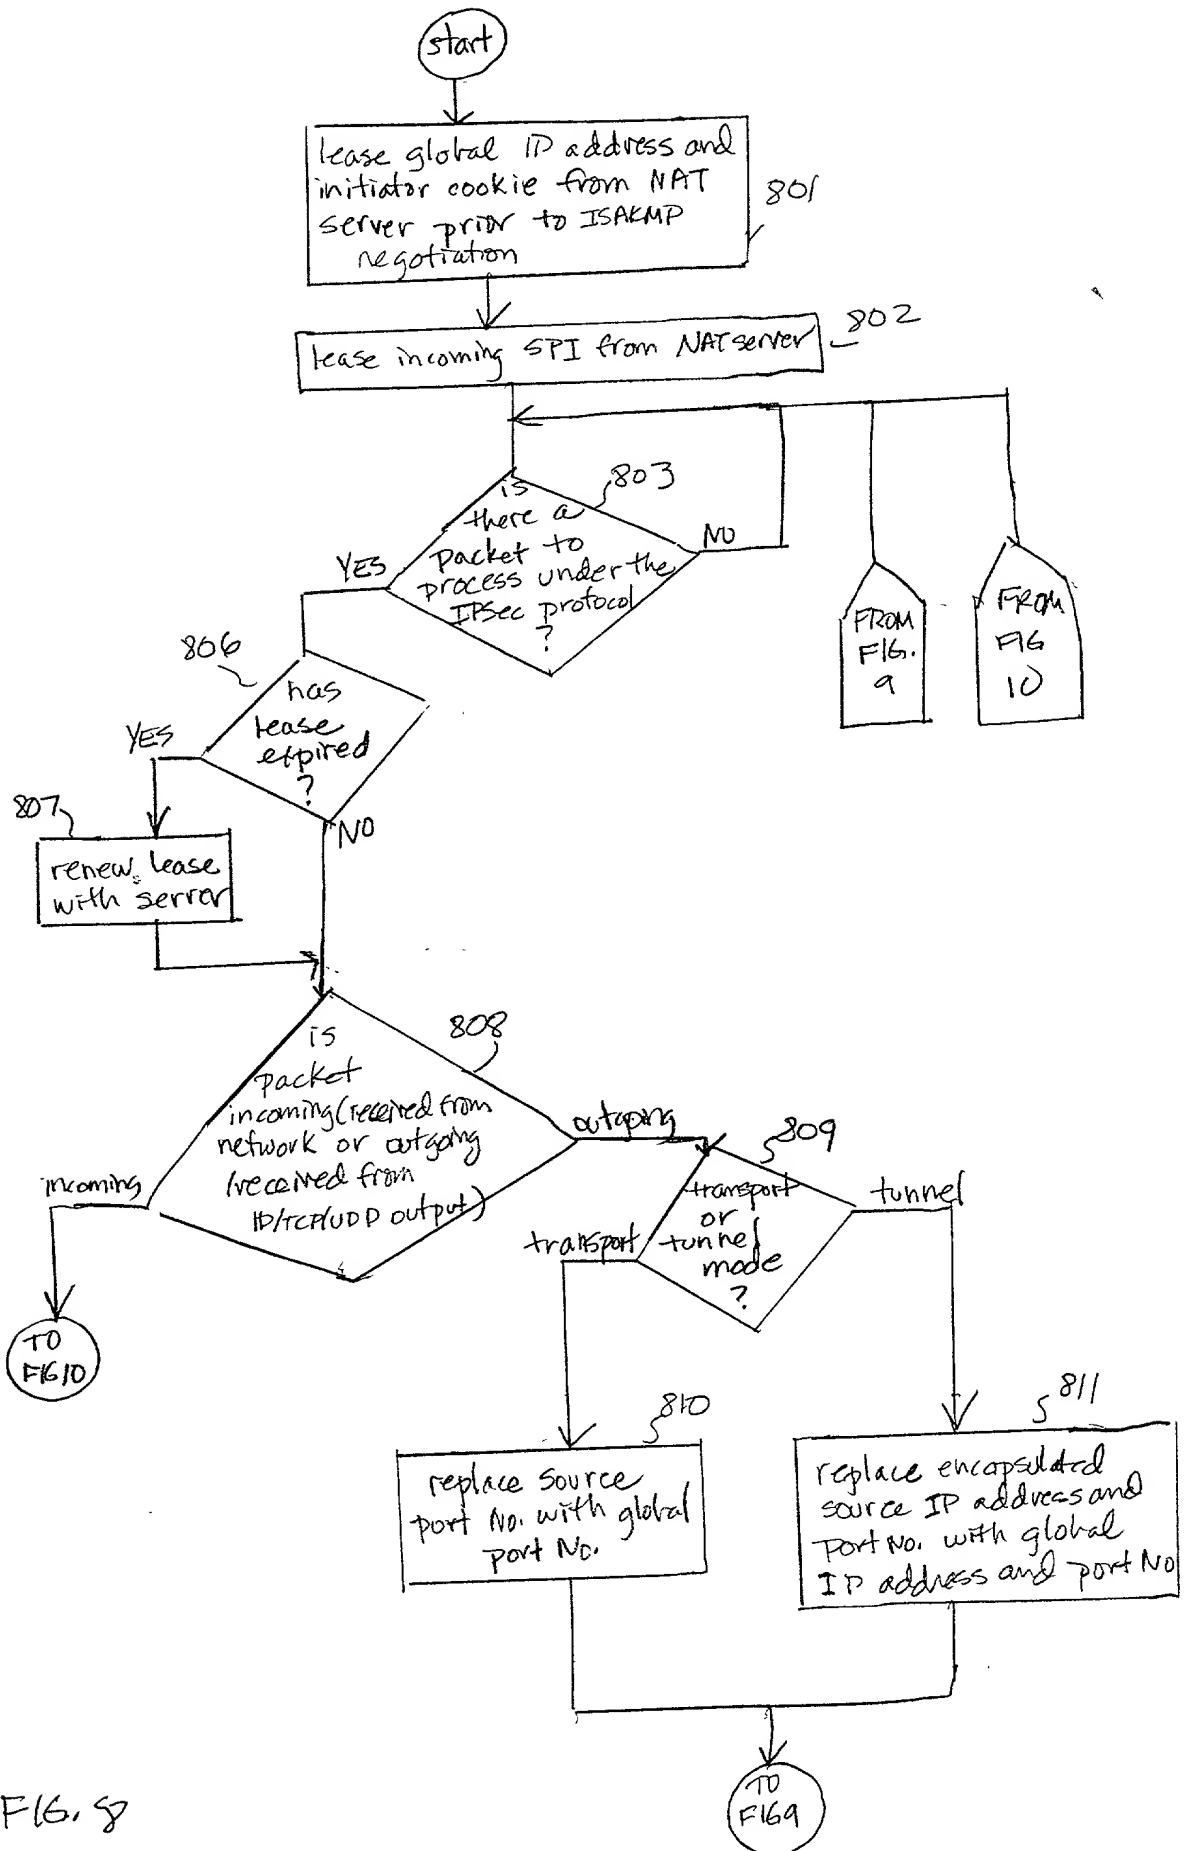 start
lease global IP address and
initiator cookie from NAT
server prior to ISAKMP
negotiation
801
lease incoming SPI from NAT server
802
is
there a
packet to
process under the
IPSec protocol
?
803
YES
NO
FROM
FIG.
9
FROM
FIG
10
806
has
lease
expired
?
YES
NO
807
renew lease
with server
808
is
packet
incoming (received from
network or outgoing
(received from
IP/TCP/UDP output)
incoming
outgoing
TO
FIG 10
809
transport
or
tunnel
mode
?
transport
tunnel
810
replace source
port No. with global
port No.
811
replace encapsulated
source IP address and
port No. with global
IP address and port No
TO
FIG 9
FIG. 8